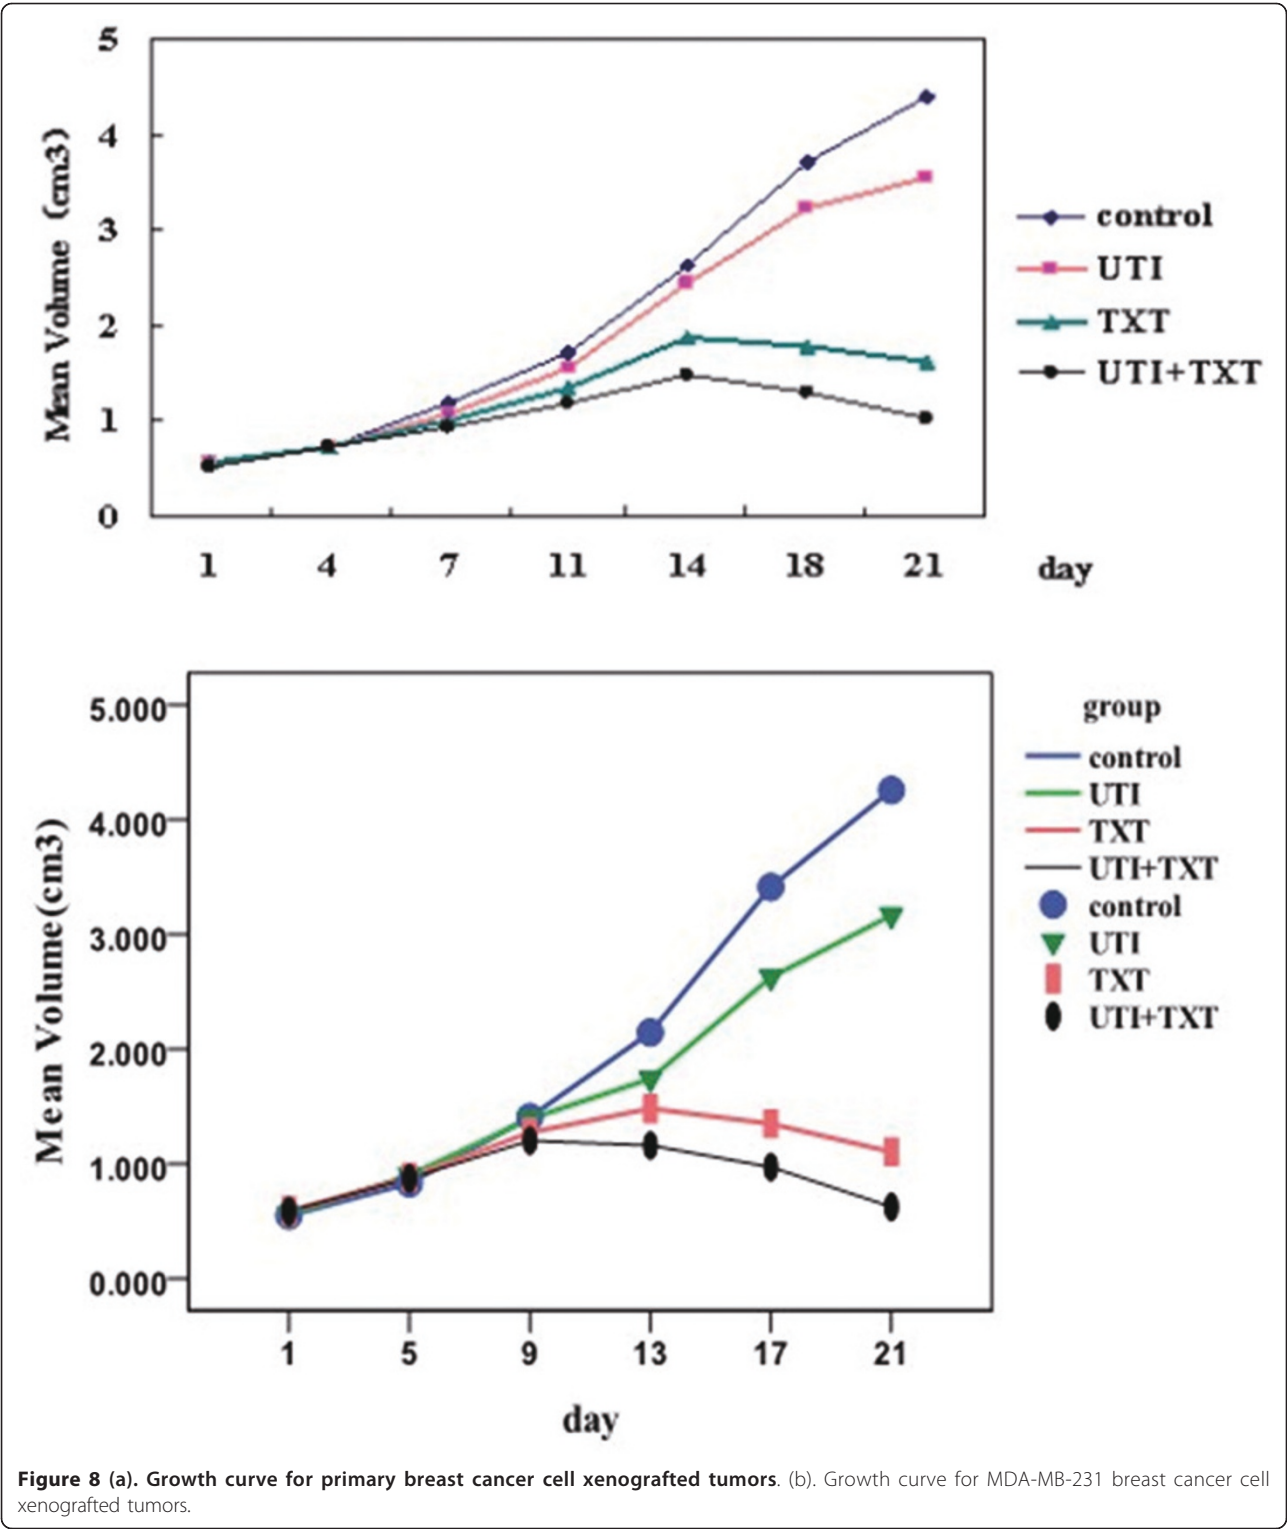 5
4
3
2
1
0
Mean Volume (cm3)
1 4 7 11 14 18 21 day
control
UTI
TXT
UTI+TXT
5.000
4.000
3.000
2.000
1.000
0.000
Mean Volume(cm3)
1 5 9 13 17 21
day
group
control
UTI
TXT
UTI+TXT
control
UTI
TXT
UTI+TXT
Figure 8 (a). Growth curve for primary breast cancer cell xenografted tumors. (b). Growth curve for MDA-MB-231 breast cancer cell
xenografted tumors.